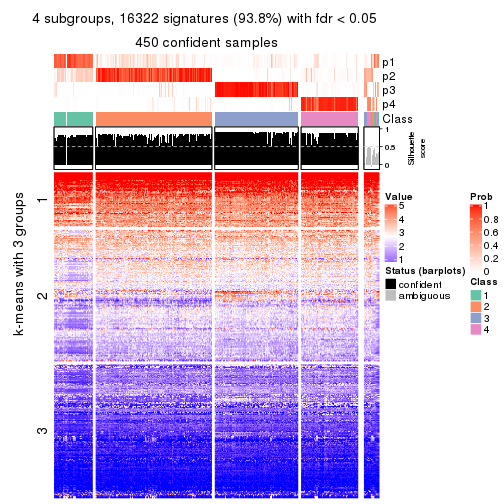 4 subgroups, 16322 signatures (93.8%) with fdr < 0.05
450 confident samples
p1
p2
p3
p4
Class
1
0.5
0
Silhouette
score
k-means with 3 groups
1
2
3
Value
5
4
3
2
1
Status (barplots)
confident
ambiguous
Prob
1
0.8
0.6
0.4
0.2
0
Class
1
2
3
4